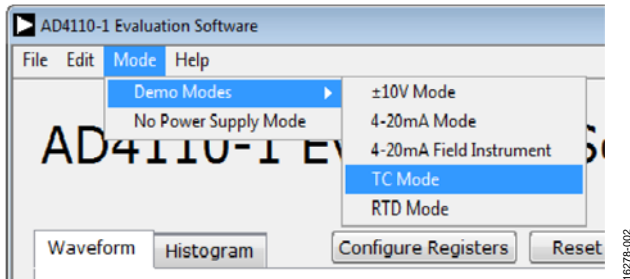 AD4110-1 Evaluation Software
File Edit Mode Help
Demo Modes
No Power Supply Mode
±10V Mode
4-20mA Mode
4-20mA Field Instrument
TC Mode
RTD Mode
AD4110-1 E
Waveform
Histogram
Configure Registers
Reset
16278-002